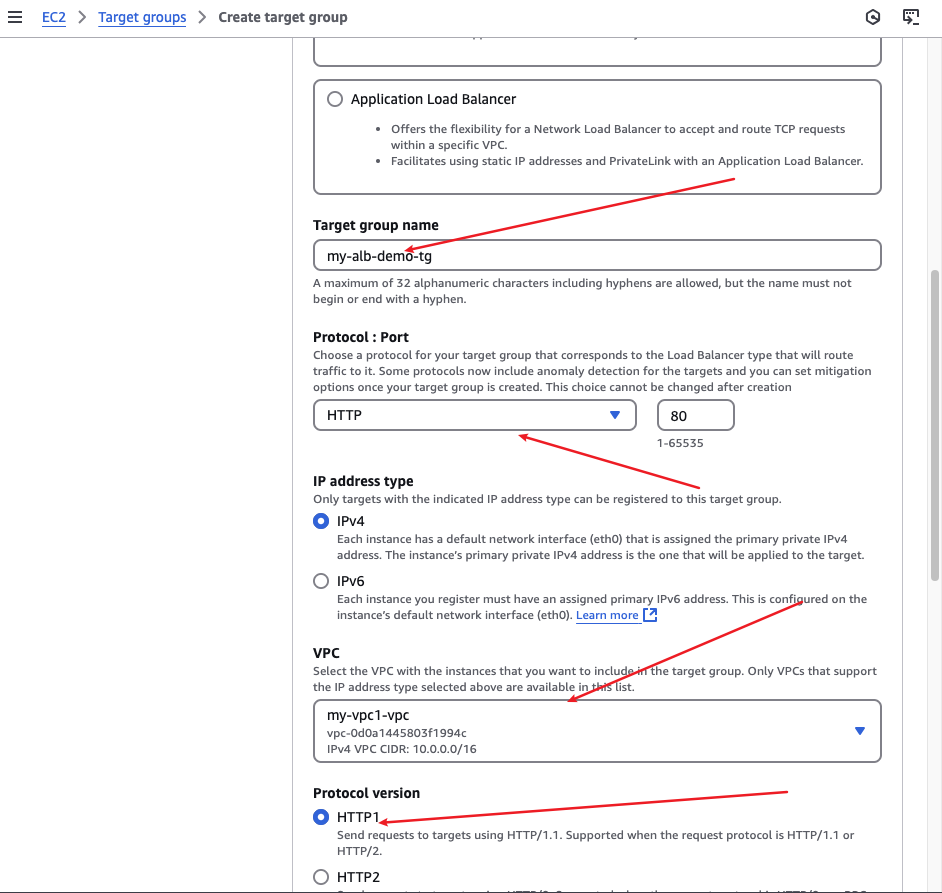 EC2 > Target groups > Create target group
Application Load Balancer
• Offers the flexibility for a Network Load Balancer to accept and route TCP requests
within a specific VPC.
• Facilitates using static IP addresses and PrivateLink with an Application Load Balancer.
Target group name
my-alb-demo-tg
A maximum of 32 alphanumeric characters including hyphens are allowed, but the name must not
begin or end with a hyphen.
Protocol : Port
Choose a protocol for your target group that corresponds to the Load Balancer type that will route
traffic to it. Some protocols now include anomaly detection for the targets and you can set mitigation
options once your target group is created. This choice cannot be changed after creation
HTTP 80
1-65535
IP address type
Only targets with the indicated IP address type can be registered to this target group.
IPv4
Each instance has a default network interface (eth0) that is assigned the primary private IPv4
address. The instance's primary private IPv4 address is the one that will be applied to the target.
IPv6
Each instance you register must have an assigned primary IPv6 address. This is configured on the
instance's default network interface (eth0). Learn more
VPC
Select the VPC with the instances that you want to include in the target group. Only VPCs that support
the IP address type selected above are available in this list.
my-vpc1-vpc
vpc-0d0a1445803f1994c
IPv4 VPC CIDR: 10.0.0.0/16
Protocol version
HTTP1
Send requests to targets using HTTP/1.1. Supported when the request protocol is HTTP/1.1 or
HTTP/2.
HTTP2